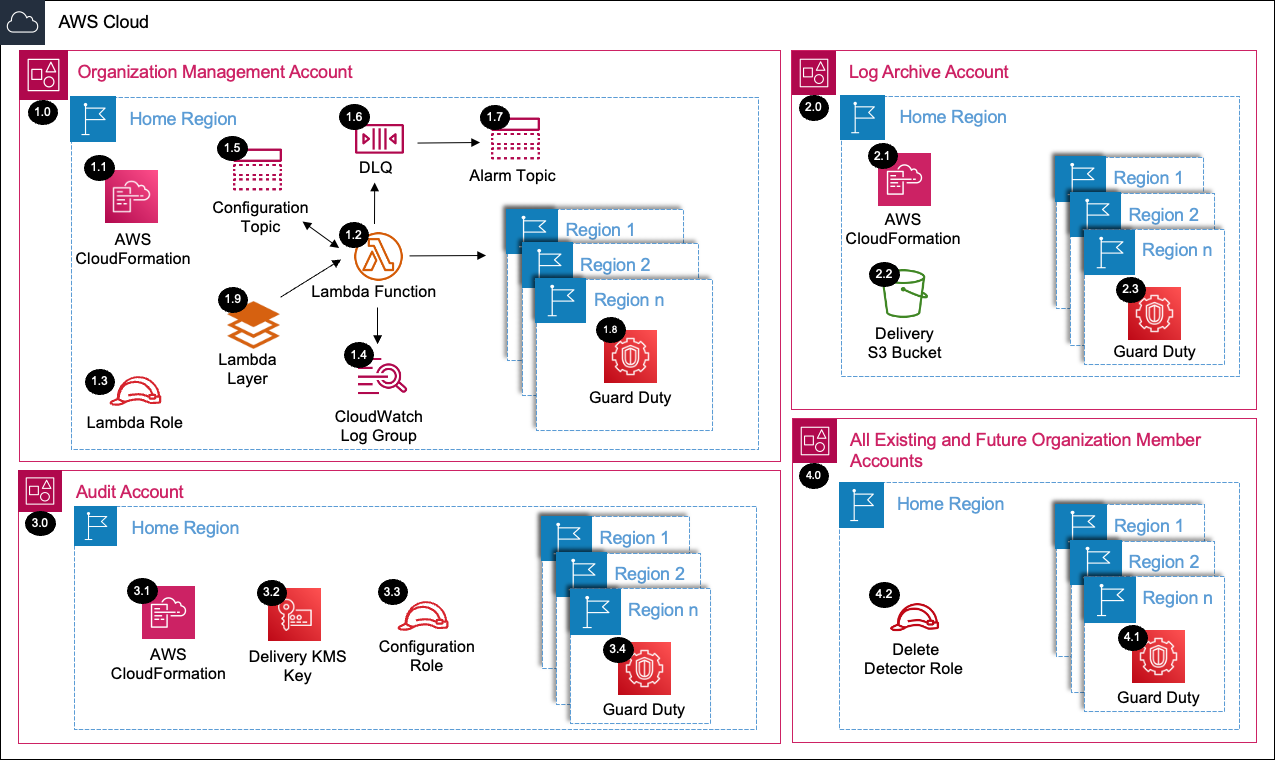 AWS Cloud
Organization Management Account
1.0
Home Region
1.1
AWS
CloudFormation
1.5
Configuration
Topic
1.6
DLQ
1.7
Alarm Topic
1.2
Lambda Function
1.9
Lambda
Layer
1.3
Lambda Role
1.4
CloudWatch
Log Group
Region 1
Region 2
Region n
1.8
Guard Duty
Log Archive Account
2.0
Home Region
2.1
AWS
CloudFormation
2.2
Delivery
S3 Bucket
Region 1
Region 2
Region n
2.3
Guard Duty
Audit Account
3.0
Home Region
3.1
AWS
CloudFormation
3.2
Delivery KMS
Key
3.3
Configuration
Role
Region 1
Region 2
Region n
3.4
Guard Duty
All Existing and Future Organization Member
Accounts
4.0
Home Region
4.2
Delete
Detector Role
Region 1
Region 2
Region n
4.1
Guard Duty